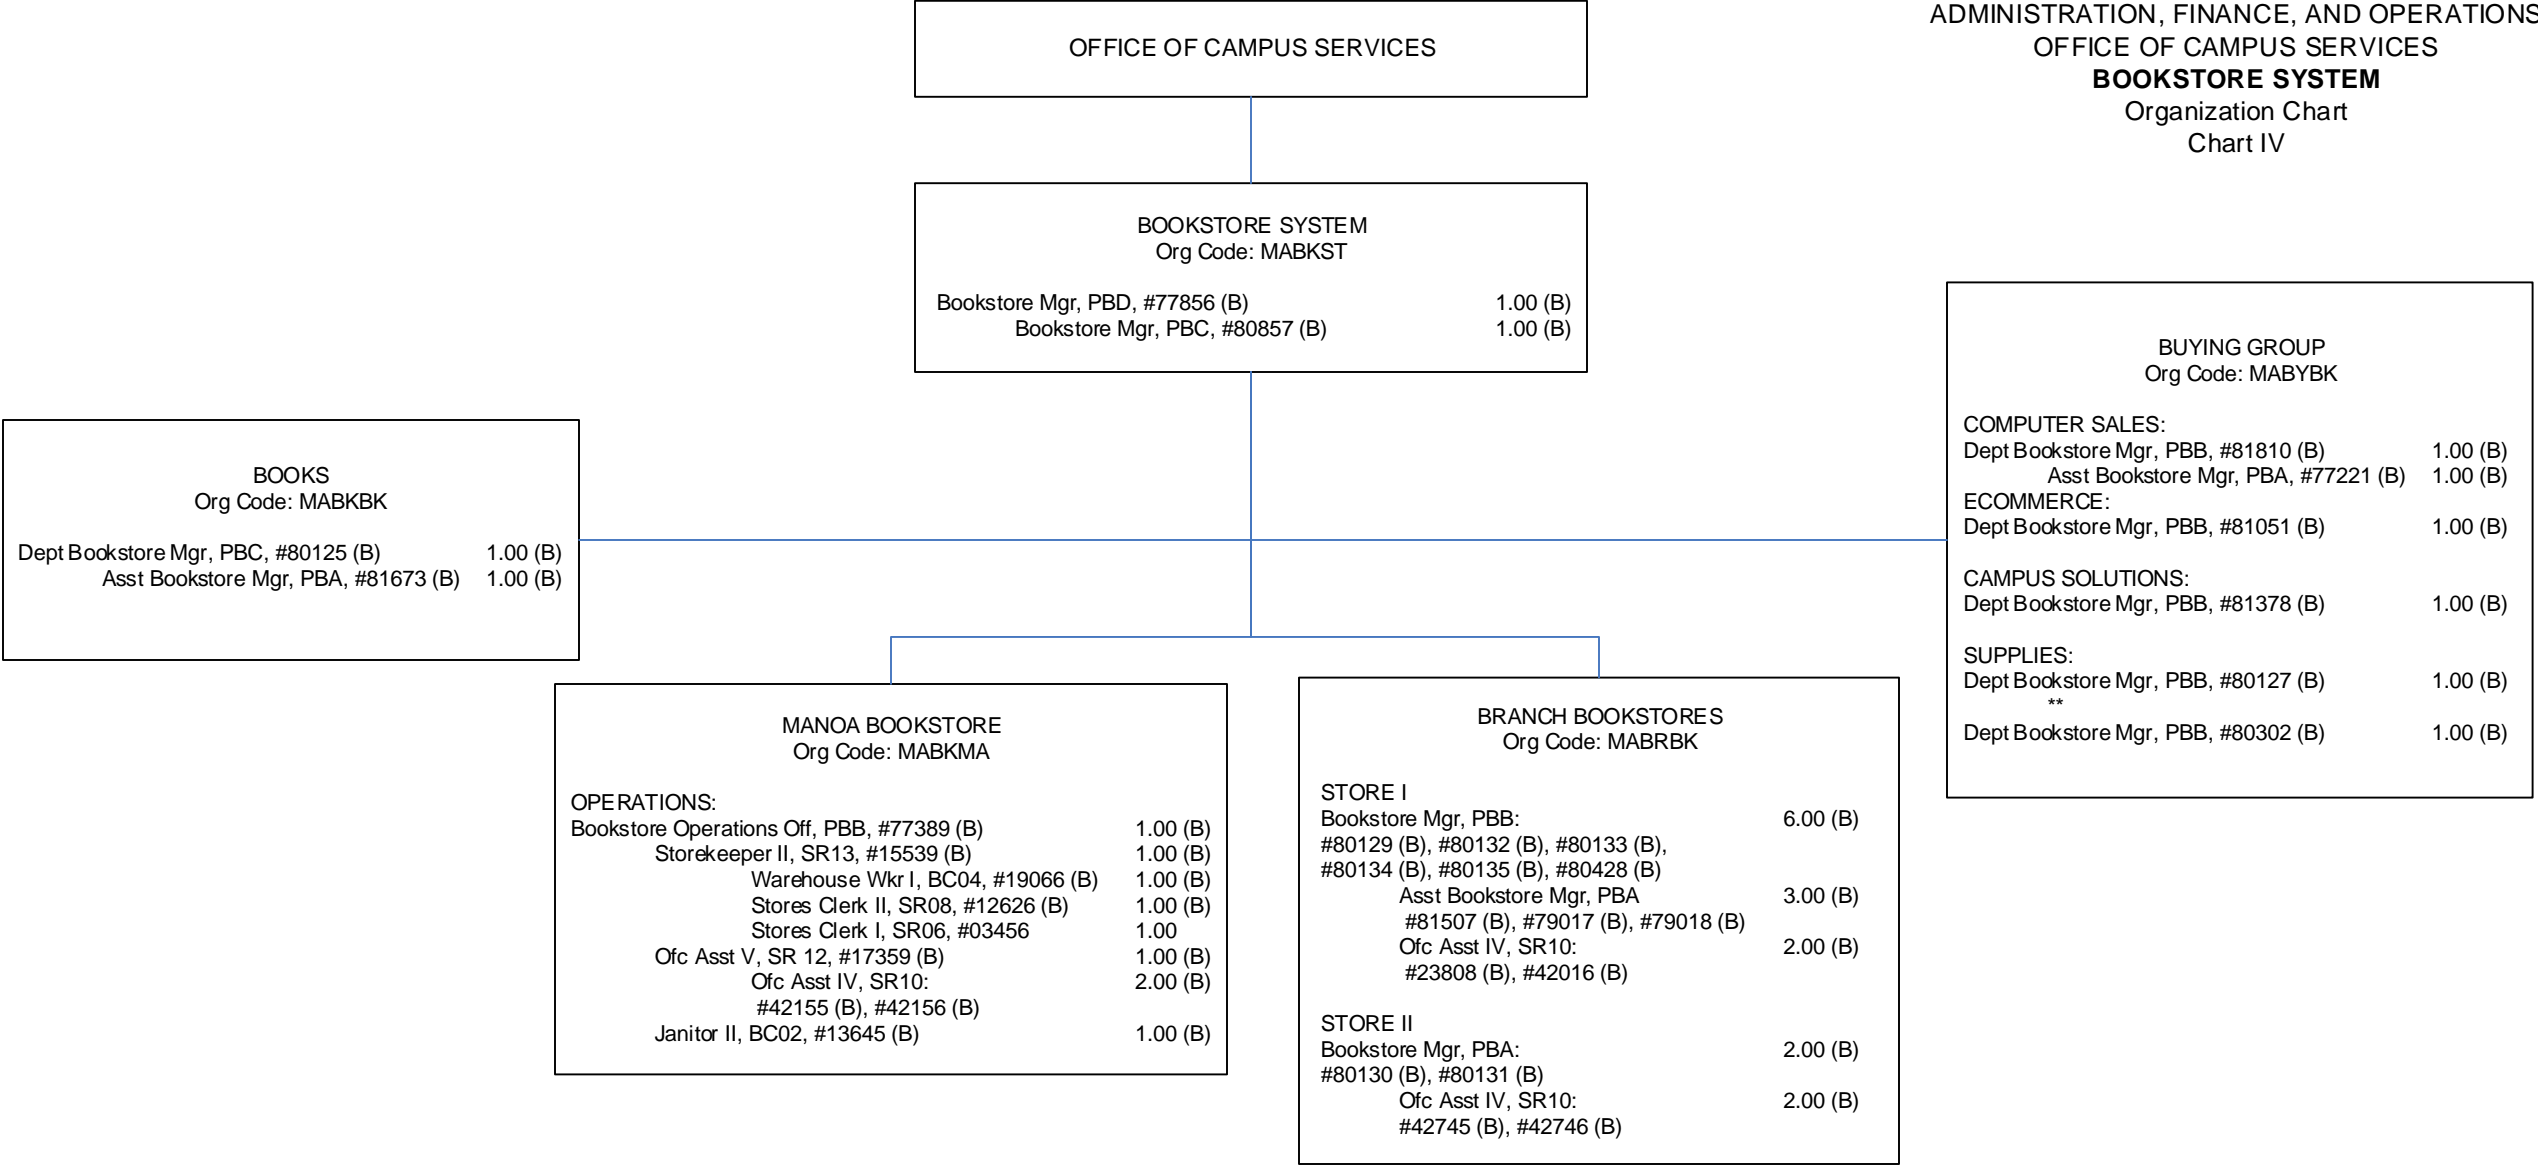 ADMINISTRATION, FINANCE, AND OPERATIONS
OFFICE OF CAMPUS SERVICES
BOOKSTORE SYSTEM
Organization Chart
Chart IV
OFFICE OF CAMPUS SERVICES
BOOKSTORE SYSTEM
Org Code: MABKST
Bookstore Mgr, PBD, #77856 (B) 1.00 (B)
Bookstore Mgr, PBC, #80857 (B) 1.00 (B)
BOOKS
Org Code: MABKBK
Dept Bookstore Mgr, PBC, #80125 (B) 1.00 (B)
Asst Bookstore Mgr, PBA, #81673 (B) 1.00 (B)
BUYING GROUP
Org Code: MABYBK
COMPUTER SALES:
Dept Bookstore Mgr, PBB, #81810 (B) 1.00 (B)
Asst Bookstore Mgr, PBA, #77221 (B) 1.00 (B)
ECOMMERCE:
Dept Bookstore Mgr, PBB, #81051 (B) 1.00 (B)
CAMPUS SOLUTIONS:
Dept Bookstore Mgr, PBB, #81378 (B) 1.00 (B)
SUPPLIES:
Dept Bookstore Mgr, PBB, #80127 (B) 1.00 (B)
**
Dept Bookstore Mgr, PBB, #80302 (B) 1.00 (B)
MANOA BOOKSTORE
Org Code: MABKMA
OPERATIONS:
Bookstore Operations Off, PBB, #77389 (B) 1.00 (B)
Storekeeper II, SR13, #15539 (B) 1.00 (B)
Warehouse Wkr I, BC04, #19066 (B) 1.00 (B)
Stores Clerk II, SR08, #12626 (B) 1.00 (B)
Stores Clerk I, SR06, #03456 1.00
Ofc Asst V, SR 12, #17359 (B) 1.00 (B)
Ofc Asst IV, SR10: 2.00 (B)
#42155 (B), #42156 (B)
Janitor II, BC02, #13645 (B) 1.00 (B)
BRANCH BOOKSTORES
Org Code: MABRBK
STORE I
Bookstore Mgr, PBB: 6.00 (B)
#80129 (B), #80132 (B), #80133 (B),
#80134 (B), #80135 (B), #80428 (B)
Asst Bookstore Mgr, PBA 3.00 (B)
#81507 (B), #79017 (B), #79018 (B)
Ofc Asst IV, SR10: 2.00 (B)
#23808 (B), #42016 (B)
STORE II
Bookstore Mgr, PBA: 2.00 (B)
#80130 (B), #80131 (B)
Ofc Asst IV, SR10: 2.00 (B)
#42745 (B), #42746 (B)